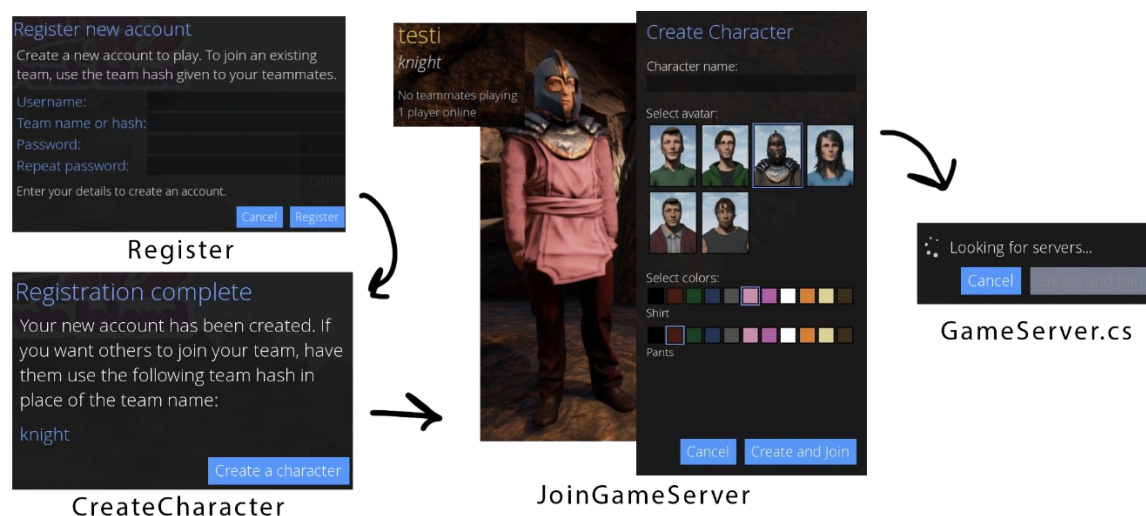 Register new account
Create a new account to play. To join an existing
team, use the team hash given to your teammates.
Username:
Team name or hash:
Password:
Repeat password:
Enter your details to create an account.
Cancel Register
Register
Registration complete
Your new account has been created. If
you want others to join your team, have
them use the following team hash in
place of the team name:
knight
Create a character
CreateCharacter
testi
knight
No teammates playing
1 player online
Create Character
Character name:
Select avatar:
Select colors:
Shirt
Pants
Cancel Create and Join
JoinGameServer
Looking for servers...
Cancel Create and Join
GameServer.cs